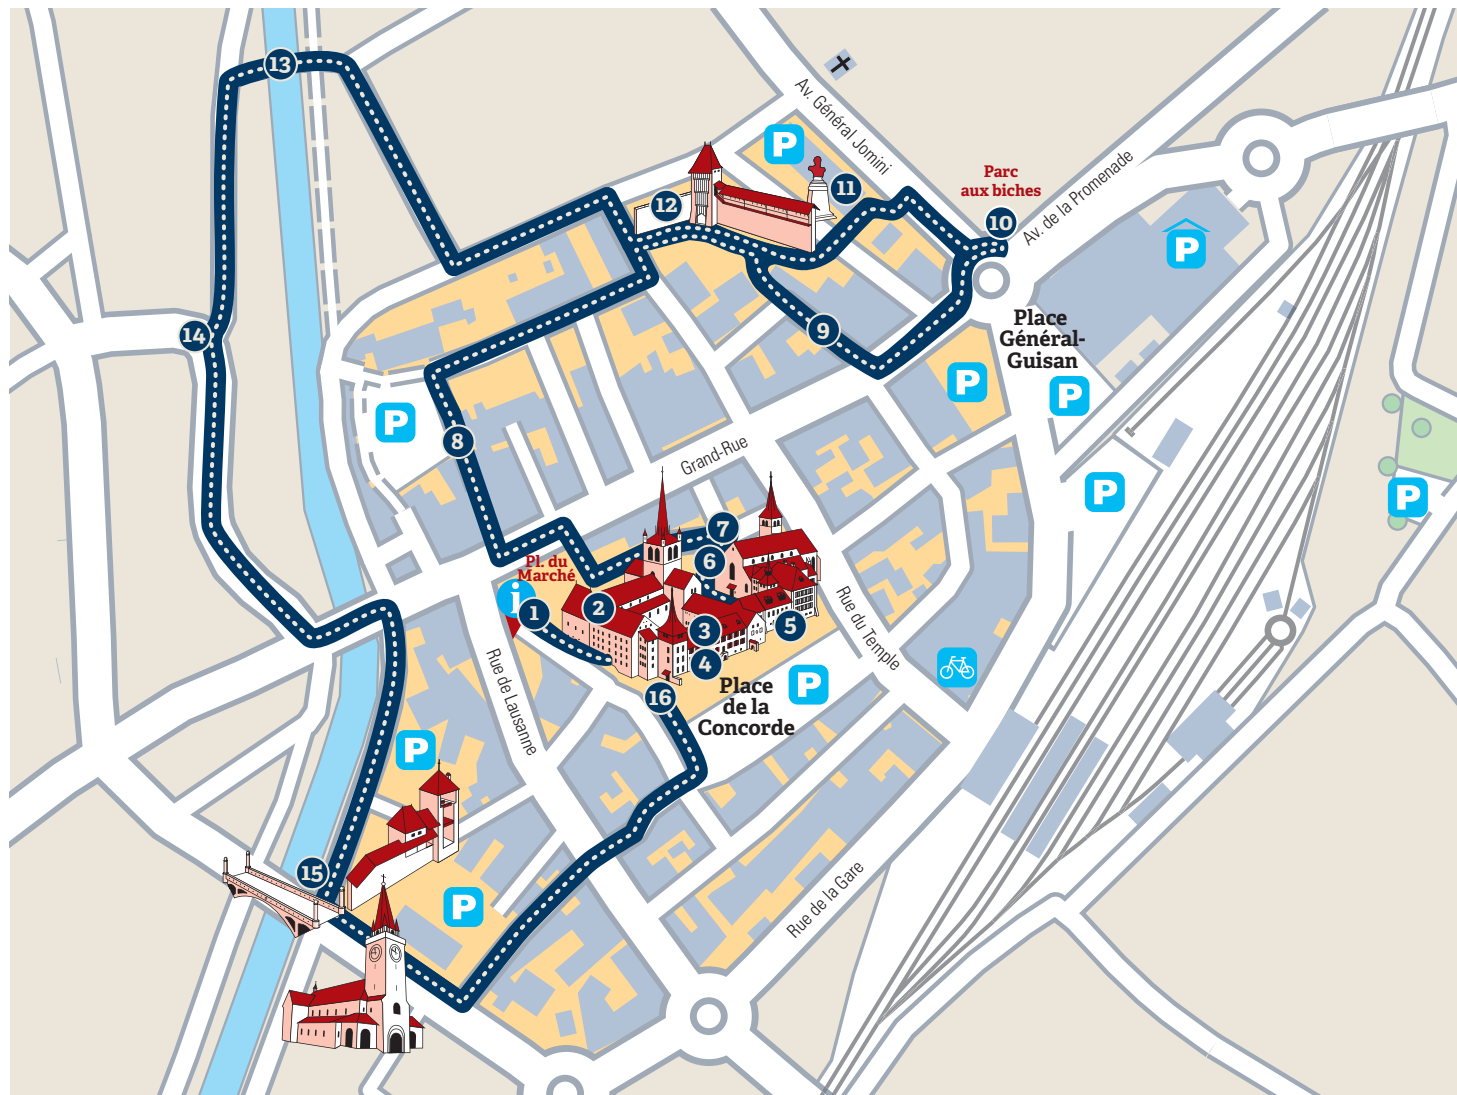 13
Av. Général Jomini
P
11
12
Parc
aux biches
10
Av. de la Promenade
P
14
9
Place
Général-
Guisan
P
P
P
8
Grand-Rue
P
P
7
6
Pl. du
Marché
i
1
2
3
4
5
Rue du Temple
Rue de Lausanne
16
Place
de la
Concorde
P
P
15
P
Rue de la Gare